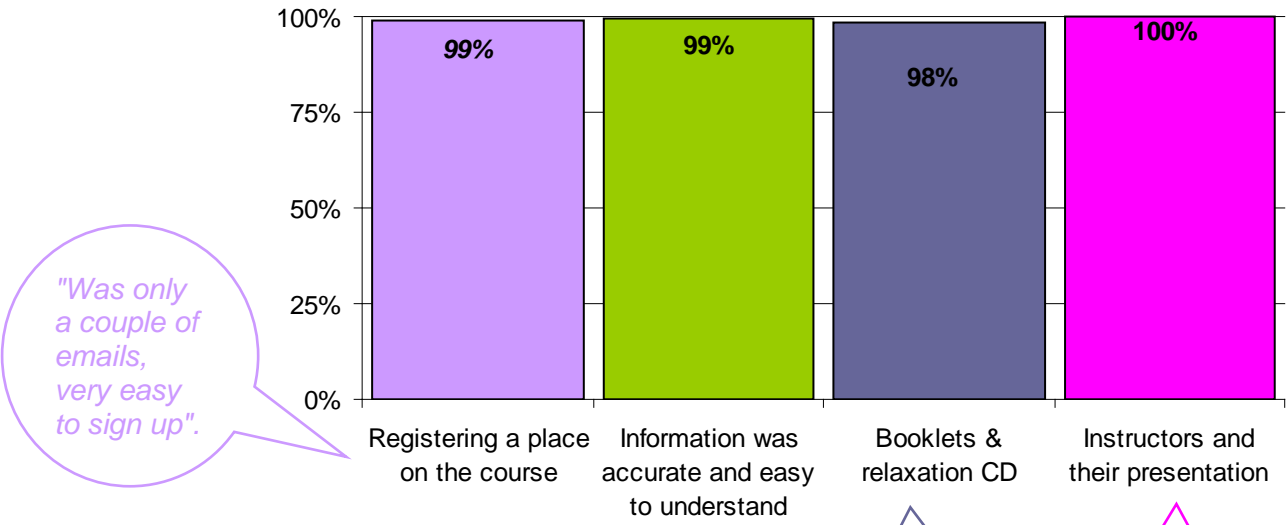 100%
75%
50%
25%
0%
99%
99%
98%
100%
"Was only
a couple of
emails,
very easy
to sign up".
Registering a place
on the course
Information was
accurate and easy
to understand
Booklets &
relaxation CD
Instructors and
their presentation